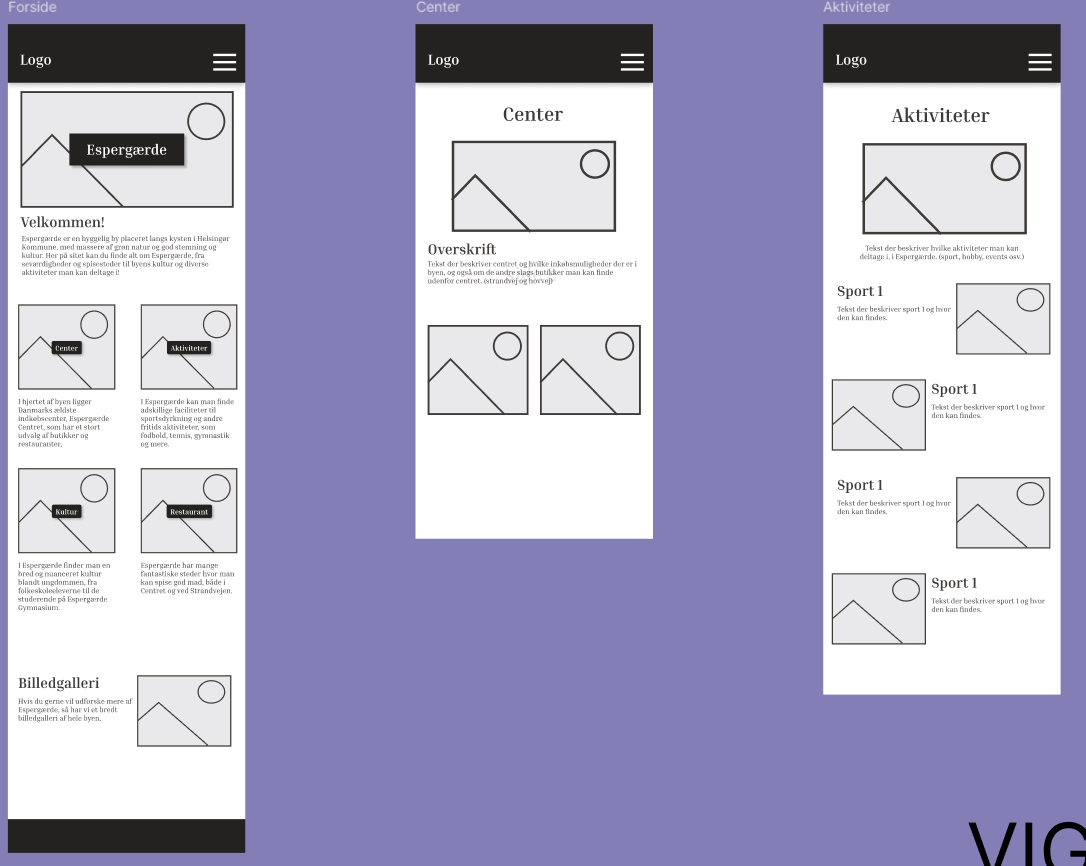 Forside
Logo
Espergærde
Velkommen!
Espergærde er en hyggelig by placeret langs kysten i Helsingør
Kommune, med massere af grøn natur og god stemning og
kultur. Her på sitet kan du finde alt om Espergærde, fra
seværdigheder og spisesteder til byens kultur og diverse
aktiviteter man kan deltage i!
Center
Aktiviteter
I hjertet af byen ligger
Danmarks ældste
indkøbscenter, Espergærde
Centret, som har et stort
udvalg af butikker og
restauranter.
I Espergærde kan man finde
adskillige faciliteter til
sportsdyrkning og andre
fritids aktiviteter, som
fodbold, tennis, gymnastik
og mere.
Kultur
Restaurant
I Espergærde finder man en
bred og nuanceret kultur
blandt ungdommen, fra
folkeskoleeleverne til de
studerende på Espergærde
Gymnasium.
Espergærde har mange
fantastiske steder hvor man
kan spise god mad, både i
Centret og ved Strandvejen.
Billedgalleri
Hvis du gerne vil udforske mere af
Espergærde, så har vi et bredt
billedgalleri af hele byen.
Center
Logo
Center
Overskrift
Tekst der beskriver centret og hvilke inkøbsmuligheder der er i
byen, og også om de andre slags butikker man kan finde
udenfor centret. (strandvej og hovvej)
Aktiviteter
Logo
Aktiviteter
Tekst der beskriver hvilke aktiviteter man kan
deltage i, i Espergærde. (sport, hobby, events osv.)
Sport 1
Tekst der beskriver sport 1 og hvor
den kan findes.
Sport 1
Tekst der beskriver sport 1 og hvor
den kan findes.
Sport 1
Tekst der beskriver sport 1 og hvor
den kan findes.
Sport 1
Tekst der beskriver sport 1 og hvor
den kan findes.
VIG